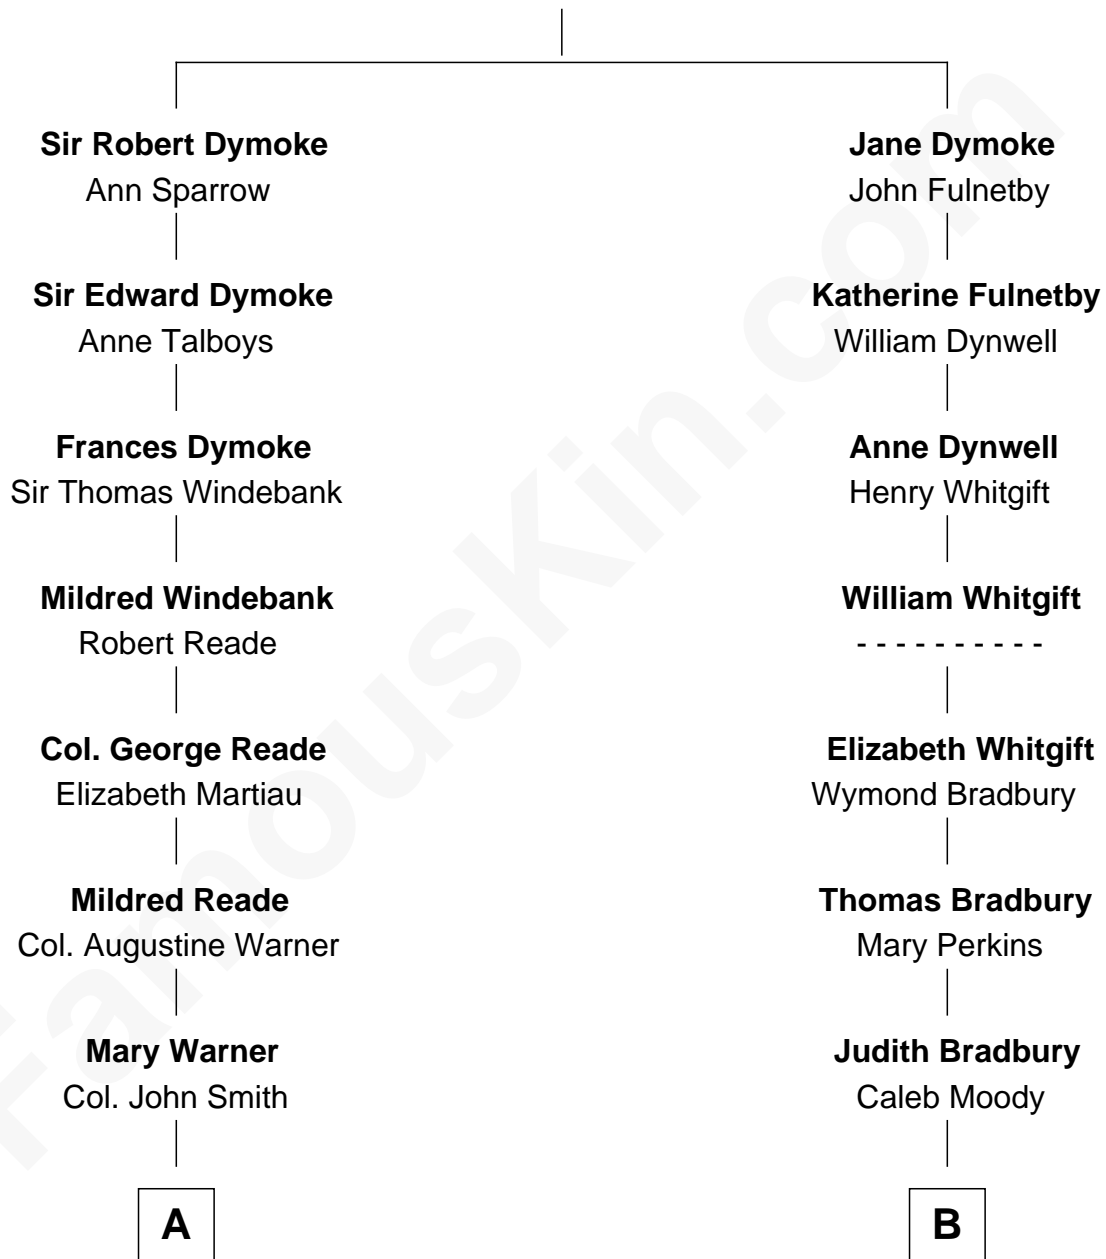 Sir Robert Dymoke
Ann Sparrow
Jane Dymoke
John Fulnetby
Sir Edward Dymoke
Anne Talboys
Katherine Fulnetby
William Dynwell
Frances Dymoke
Sir Thomas Windebank
Anne Dynwell
Henry Whitgift
Mildred Windebank
Robert Reade
William Whitgift
- - - - - - - - - -
Col. George Reade
Elizabeth Martiau
Elizabeth Whitgift
Wymond Bradbury
Mildred Reade
Col. Augustine Warner
Thomas Bradbury
Mary Perkins
Mary Warner
Col. John Smith
Judith Bradbury
Caleb Moody
A
B
FamousKin.com